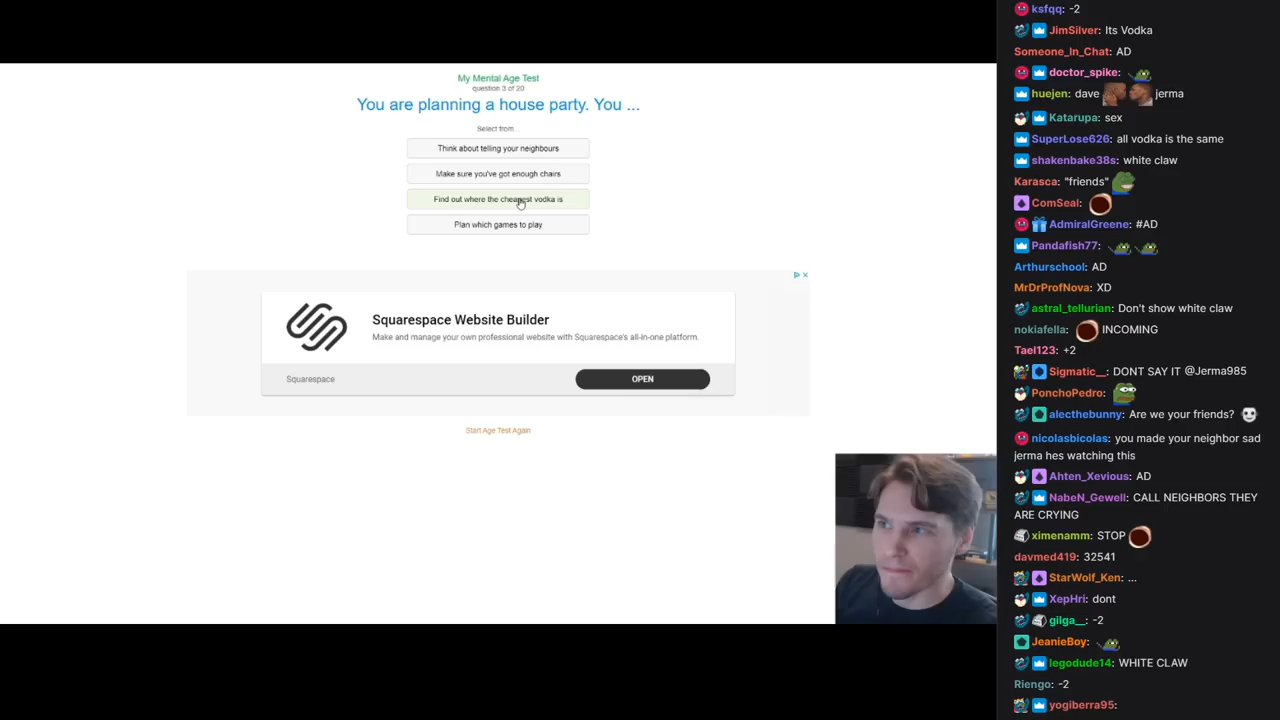 My Mental Age Test
question 3 of 20
You are planning a house party. You ...
Select from...
Think about telling your neighbours
Make sure you've got enough chairs
Find out where the cheapest vodka is
Plan which games to play
Squarespace Website Builder
Make and manage your own professional website with Squarespace's all-in-one platform.
Squarespace
OPEN
Start Age Test Again
ksfqq: -2
JimSilver: Its Vodka
Someone_In_Chat: AD
doctor_spike:
huejen: dave jerma
Katarupa: sex
SuperLose626: all vodka is the same
shakenbake38s: white claw
Karasca: "friends"
ComSeal:
AdmiralGreene: #AD
Pandafish77:
Arthurschool: AD
MrDrProfNova: XD
astral_tellurian: Don't show white claw
nokiafella: INCOMING
Tael123: +2
Sigmatic__: DONT SAY IT @Jerma985
PonchoPedro:
alecthebunny: Are we your friends?
nicolasbicolas: you made your neighbor sad
jerma hes watching this
Ahten_Xevious: AD
NabeN_Gewell: CALL NEIGHBORS THEY
ARE CRYING
ximenamm: STOP
davmed419: 32541
StarWolf_Ken: ...
XepHri: dont
gilga__: -2
JeanieBoy:
legodude14: WHITE CLAW
Riengo: -2
yogiberra95: